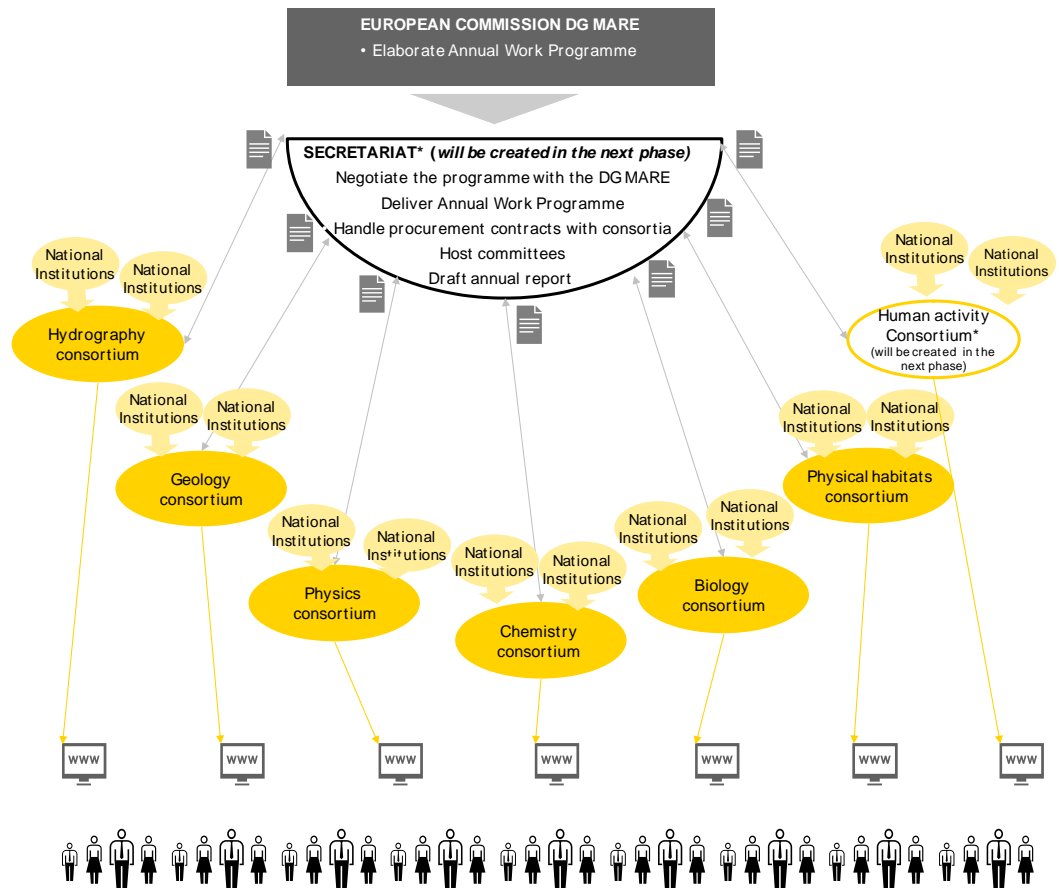 EUROPEAN COMMISSION DG MARE
• Elaborate Annual Work Programme
SECRETARIAT* (will be created in the next phase)
Negotiate the programme with the DG MARE
Deliver Annual Work Programme
Handle procurement contracts with consortia
Host committees
Draft annual report
National
Institutions
National
Institutions
Hydrography
consortium
National
Institutions
National
Institutions
Human activity
Consortium*
(will be created in the
next phase)
National
Institutions
National
Institutions
Geology
consortium
National
Institutions
National
Institutions
Physical habitats
consortium
National
Institutions
National
Institutions
Physics
consortium
National
Institutions
National
Institutions
Chemistry
consortium
National
Institutions
National
Institutions
Biology
consortium
www
www
www
www
www
www
www